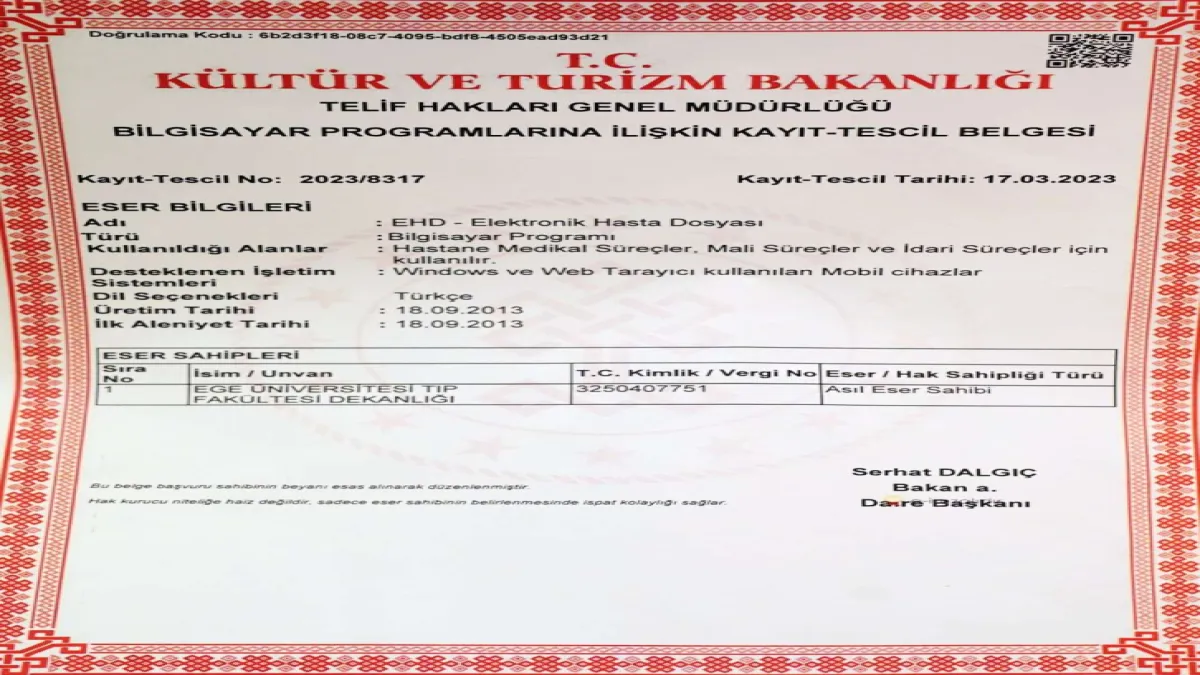 Doğrulama Kodu : 6b2d3f18-08c7-4095-bdf8-4505ead93d21
T.C.
KÜLTÜR VE TURİZM BAKANLIĞI
TELİF HAKLARI GENEL MÜDÜRLÜĞÜ
BİLGİSAYAR PROGRAMLARINA İLİŞKİN KAYIT-TESCİL BELGESİ
Kayıt-Tescil No: 2023/8317 Kayıt-Tescil Tarihi: 17.03.2023
ESER BİLGİLERİ
Adı : EHD - Elektronik Hasta Dosyası
Türü : Bilgisayar Programı
Kullanıldığı Alanlar : Hastane Medikal Süreçler, Mali Süreçler ve İdari Süreçler için
kullanılır.
Desteklenen İşletim : Windows ve Web Tarayıcı kullanılan Mobil cihazlar
Sistemleri
Dil Seçenekleri Türkçe
Üretim Tarihi : 18.09.2013
İlk Aleniyet Tarihi : 18.09.2013
ESER SAHİPLERİ
Sıra No İsim / Unvan T.C. Kimlik / Vergi No Eser / Hak Sahipliği Türü
1 EGE ÜNİVERSİTESİ TIP 3250407751 Asıl Eser Sahibi
FAKÜLTESİ DEKANLIĞI
Serhat DALGIÇ
Bakan a.
Daire Başkanı
Bu belge başvuru sahibinin beyanı esas alınarak düzenlenmiştir.
Hak kurucu niteliğe haiz değildir, sadece eser sahibinin belirlenmesinde ispat kolaylığı sağlar.